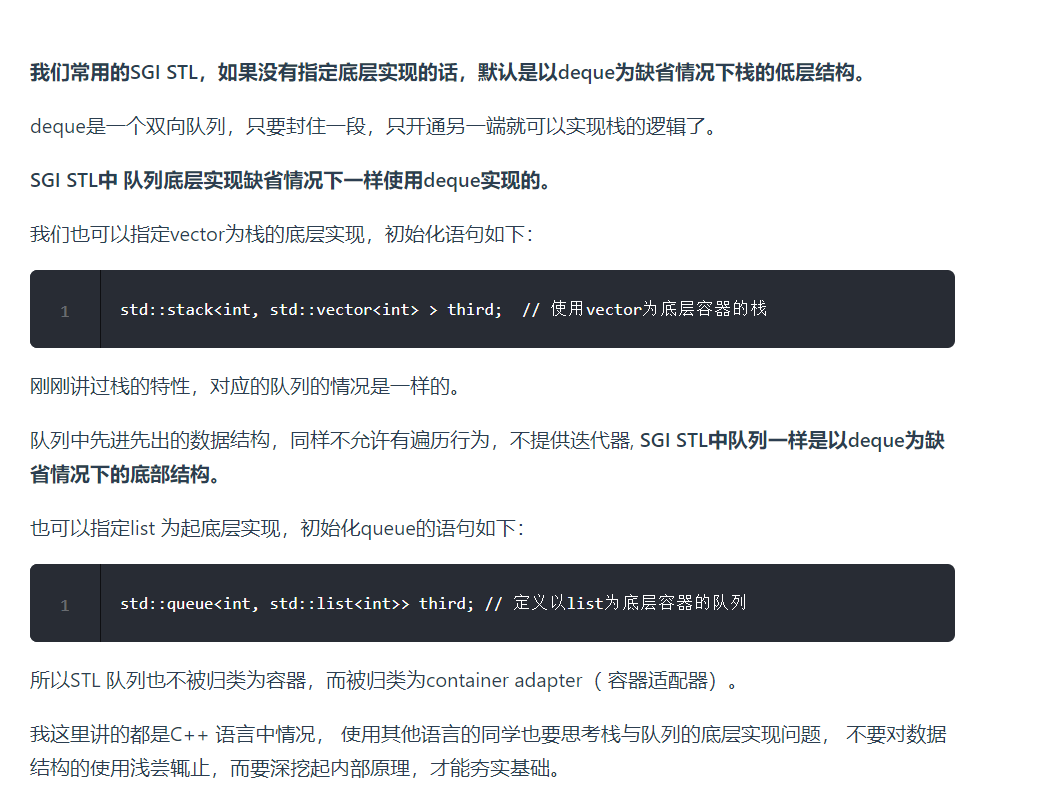 我们常用的SGI STL，如果没有指定底层实现的话，默认是以deque为缺省情况下栈的低层结构。
deque是一个双向队列，只要封住一段，只开通另一端就可以实现栈的逻辑了。
SGI STL中 队列底层实现缺省情况下一样使用deque实现的。
我们也可以指定vector为栈的底层实现，初始化语句如下：
1 std::stack<int, std::vector<int> > third;  // 使用vector为底层容器的栈
刚刚讲过栈的特性，对应的队列的情况是一样的。
队列中先进先出的数据结构，同样不允许有遍历行为，不提供迭代器, SGI STL中队列一样是以deque为缺
省情况下的底部结构。
也可以指定list 为起底层实现，初始化queue的语句如下：
1 std::queue<int, std::list<int>> third; // 定义以list为底层容器的队列
所以STL 队列也不被归类为容器，而被归类为container adapter（ 容器适配器）。
我这里讲的都是C++ 语言中情况， 使用其他语言的同学也要思考栈与队列的底层实现问题， 不要对数据
结构的使用浅尝辄止，而要深挖起内部原理，才能夯实基础。